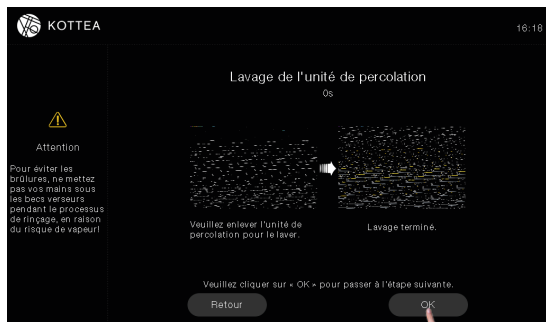 KOTTEA
16:18
Lavage de l'unité de percolation
0s
Attention
Pour éviter les
brûlures, ne mettez
pas vos mains sous
les becs verseurs
pendant le processus
de rinçage, en raison
du risque de vapeur!
Veuillez enlever l'unité de
percolation pour le laver.
Lavage terminé.
Veuillez cliquer sur « OK » pour passer à l'étape suivante.
Retour
OK